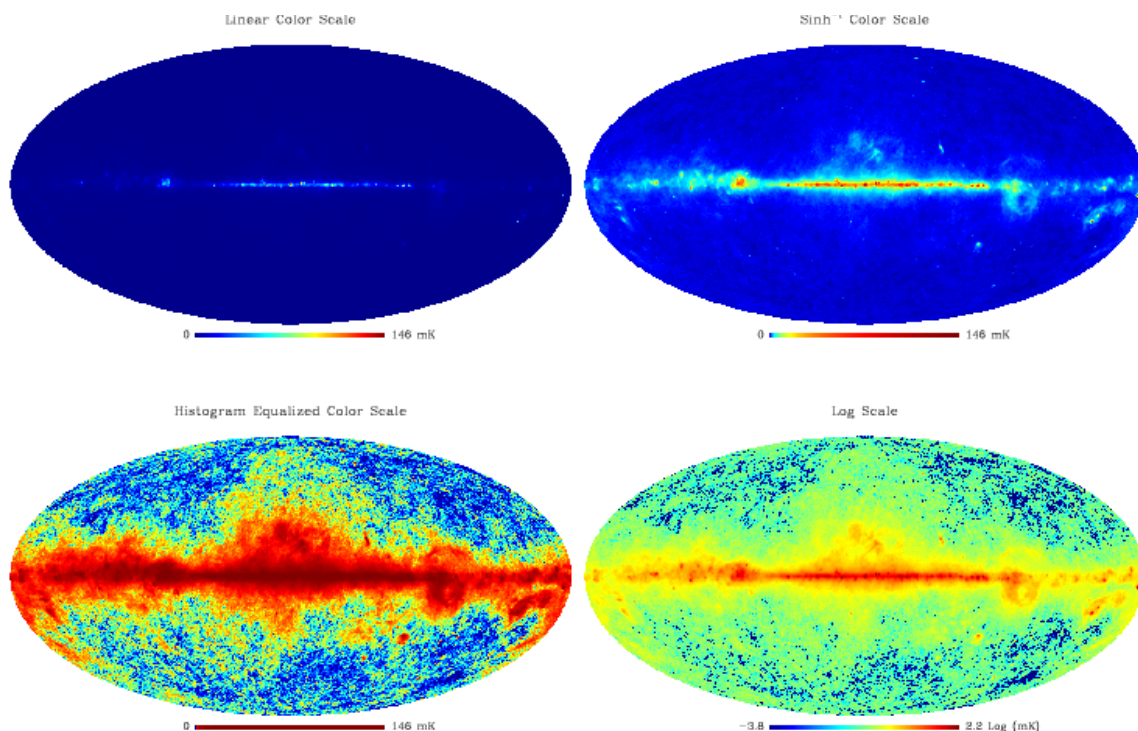 Linear Color Scale
Sinh⁻¹ Color Scale
0 146 mK
0 146 mK
Histogram Equalized Color Scale
Log Scale
0 146 mK
-3.8 2.2 Log [mK]